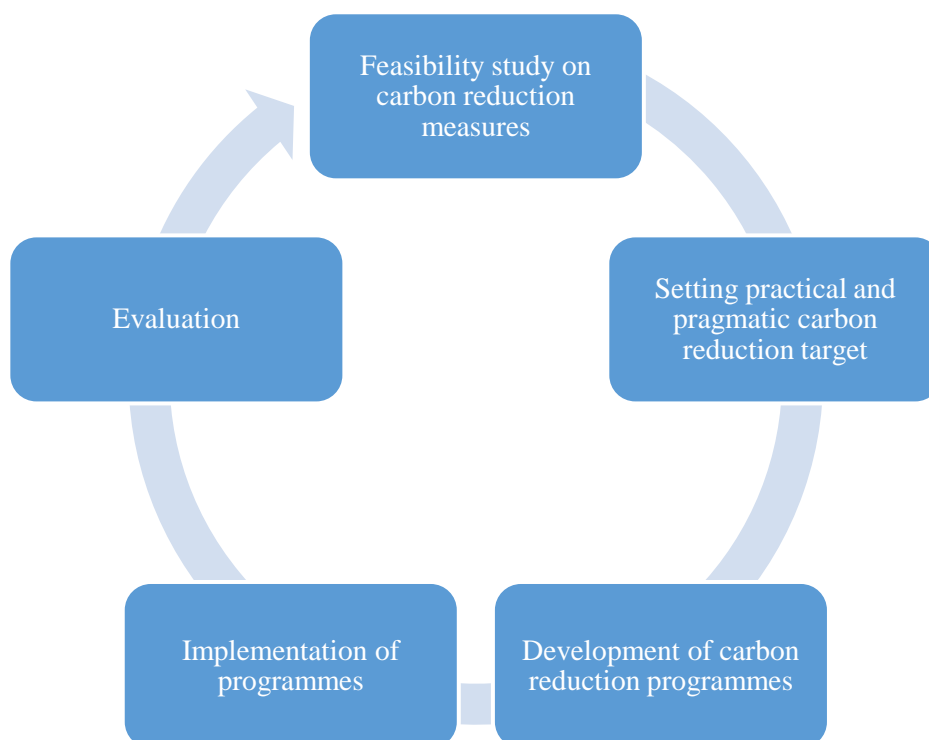 Feasibility study on
carbon reduction
measures
Setting practical and
pragmatic carbon
reduction target
Development of carbon
reduction programmes
Implementation of
programmes
Evaluation